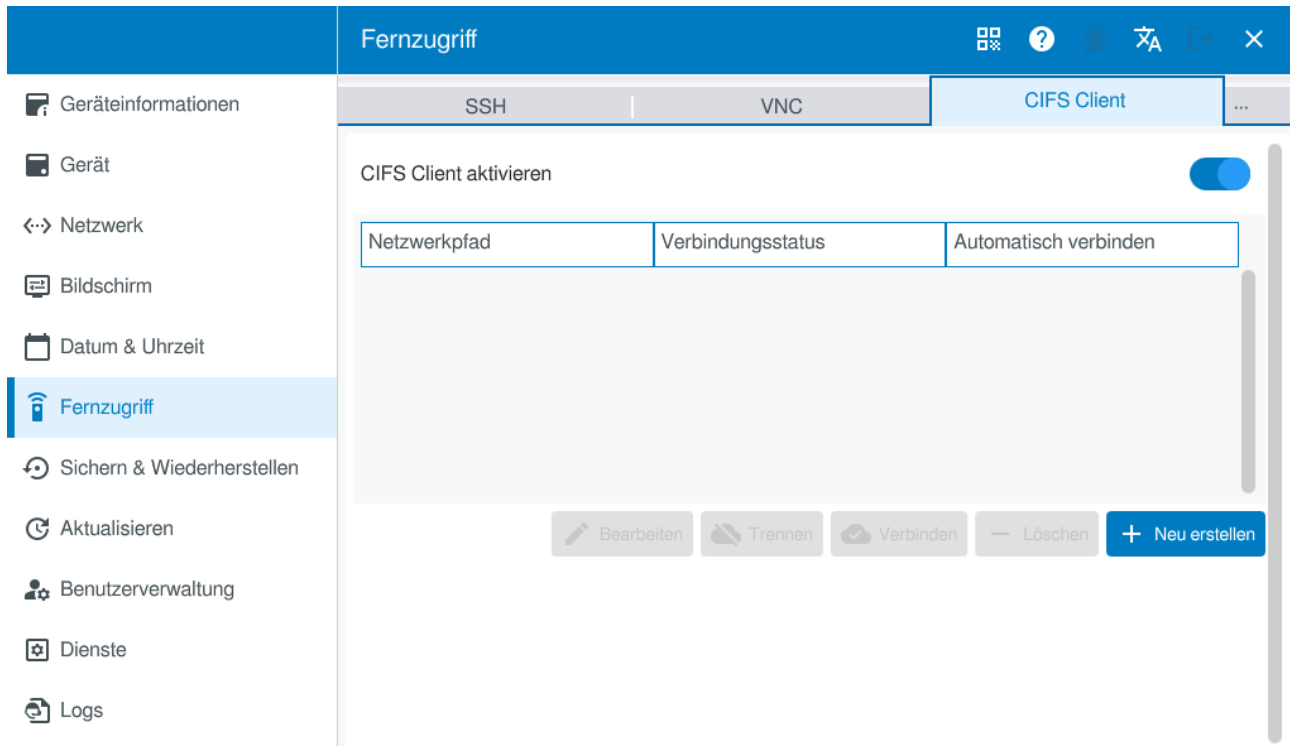 Fernzugriff
Geräteinformationen
Gerät
Netzwerk
Bildschirm
Datum & Uhrzeit
Fernzugriff
Sichern & Wiederherstellen
Aktualisieren
Benutzerverwaltung
Dienste
Logs
SSH VNC CIFS Client ...
CIFS Client aktivieren
Netzwerkpfad Verbindungsstatus Automatisch verbinden
Bearbeiten Trennen Verbinden Löschen Neu erstellen